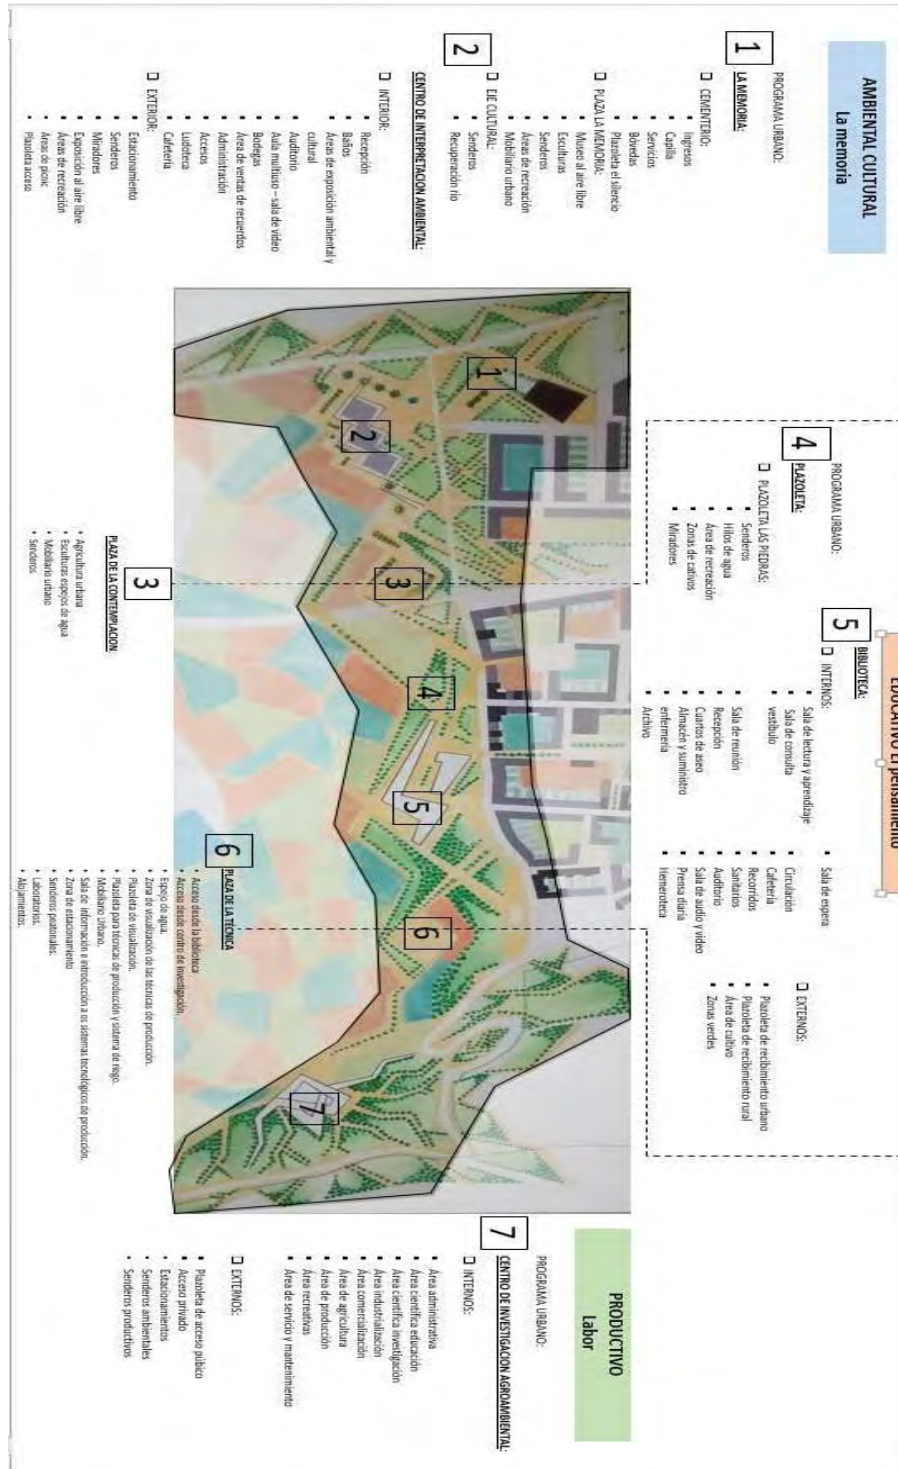 AMBIENTAL CULTURAL
La memoria
PROGRAMA URBANO:
1
LA MEMORIA:
CEMENTERIO:
Ingresos
Capilla
Servicios
Bóvedas
Plazoleta el silencio
PLAZA LA MEMORIA:
Museo al aire libre
Esculturas
Senderos
Áreas de recreación
Mobiliario urbano
2
EJE CULTURAL:
Senderos
Recuperación río
CENTRO DE INTERPRETACION AMBIENTAL:
INTERIOR:
Recepción
Baños
Áreas de exposición ambiental y
cultural
Auditorio
Aula multiuso – sala de video
Bodegas
Área de ventas de recuerdos
Administración
Accesos
Ludoteca
Cafetería
EXTERIOR:
Estacionamiento
Senderos
Miradores
Exposición al aire libre
Áreas de recreación
Areas de picnic
Plazoleta acceso
EDUCATIVO El pensamiento
PROGRAMA URBANO:
4
PLAZOLETA:
PLAZOLETA LAS PIEDRAS:
Senderos
Hilos de agua
Área de recreación
Zonas de cativos
Miradores
5
BIBLIOTECA:
INTERNOS:
Sala de lectura y aprendizaje
Sala de consulta
vestíbulo
Sala de reunión
Recepción
Cuartos de aseo
Almacén y suministro
enfermería
Archivo
Sala de espera
Circulación
Cafetería
Recorridos
Sanitarios
Auditorio
Sala de audio y video
Prensa diaria
Hemeroteca
EXTERNOS:
Plazoleta de recibimiento urbano
Plazoleta de recibimiento rural
Área de cultivo
Zonas verdes
1
2
3
4
5
6
7
3
PLAZA DE LA CONTEMPLACION:
Agricultura urbana
Esculturas espejos de agua
Mobiliario urbano
Senderos
6
PLAZA DE LA TÉCNICA
Acceso desde la biblioteca
Acceso desde centro de investigación.
Espejo de agua.
Zona de visualización de las técnicas de producción.
Plazoleta de visualización.
Plazoleta para técnicas de producción y sistema de riego.
Mobiliario Urbano.
Sala de información e introducción a os sistemas tecnológicos de producción.
Zona de estacionamiento
Senderos peatonales.
Laboratorios.
Alojamientos.
PRODUCTIVO
Labor
PROGRAMA URBANO:
7
CENTRO DE INVESTIGACION AGROAMBIENTAL:
INTERNOS:
Área administrativa
Área científica educación
Área científica investigación
Área industrialización
Área comercialización
Área de agricultura
Área de producción
Área recreativas
Área de servicio y mantenimiento
EXTERNOS:
Plazoleta de acceso púbico
Acceso privado
Estacionamientos
Senderos ambientales
Senderos productivos